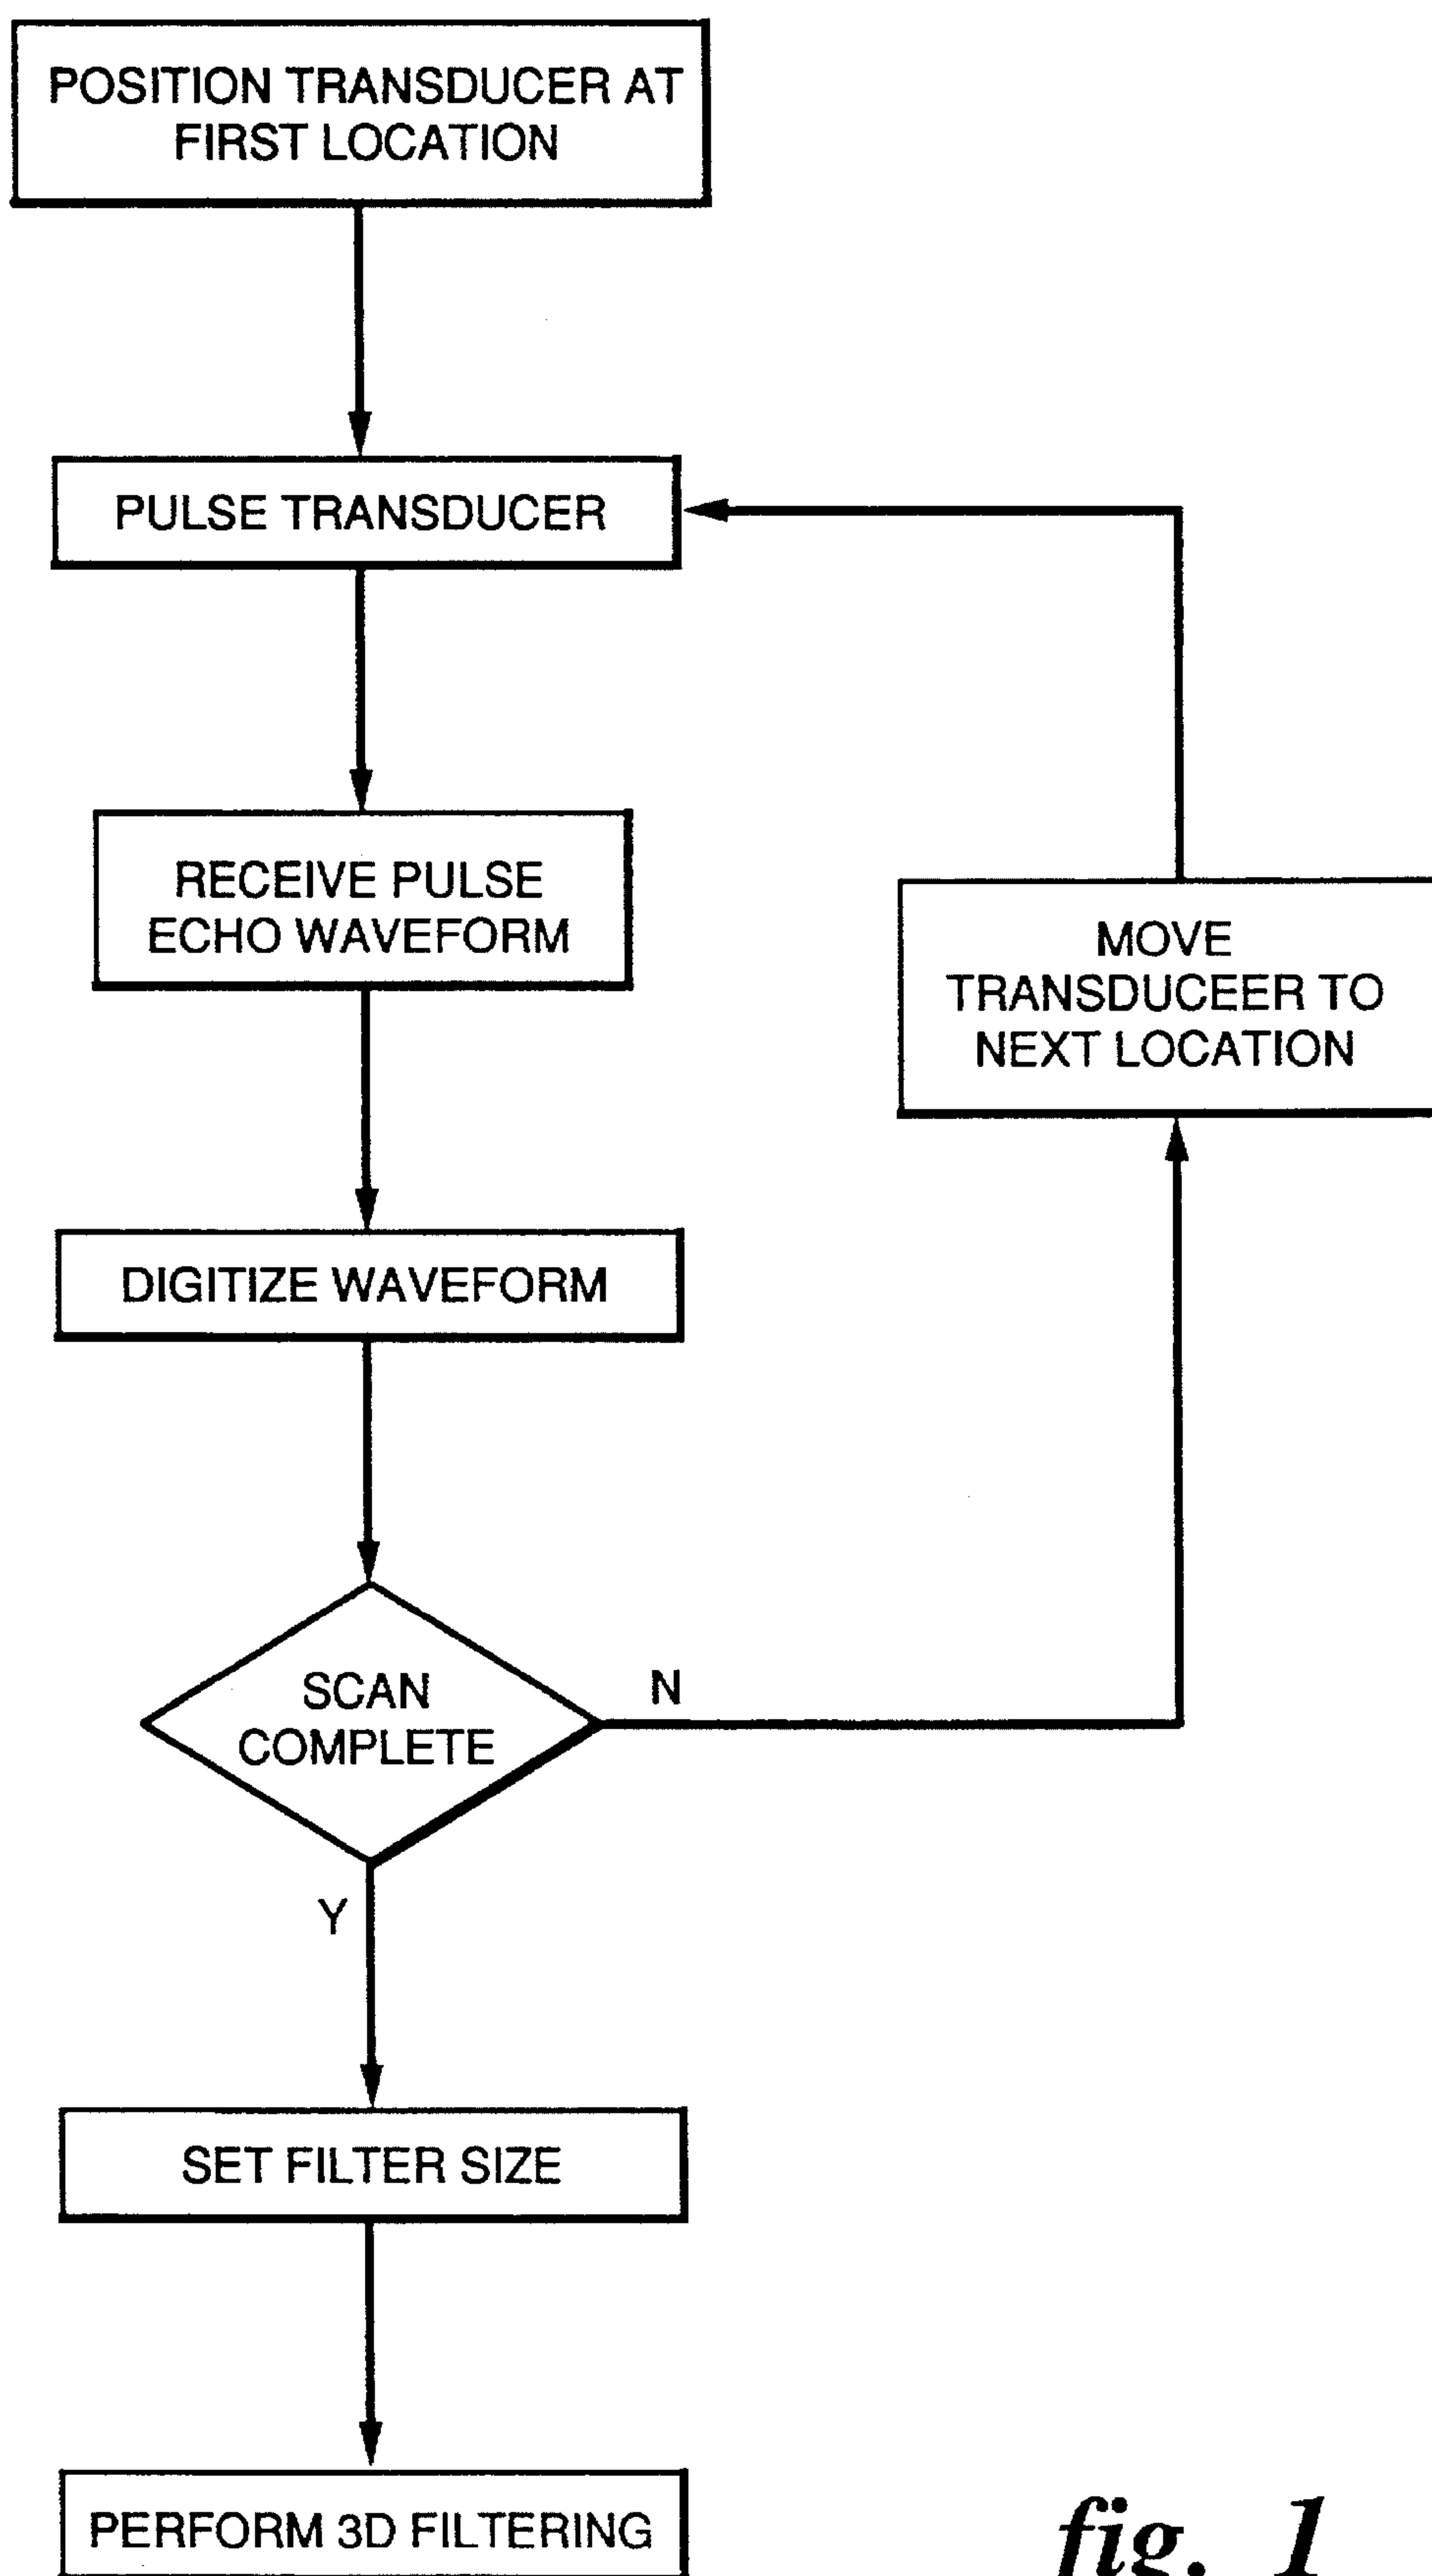 POSITION TRANSDUCER AT
FIRST LOCATION
PULSE TRANSDUCER
RECEIVE PULSE
ECHO WAVEFORM
MOVE
TRANSDUCEER TO
NEXT LOCATION
DIGITIZE WAVEFORM
SCAN
COMPLETE
N
Y
SET FILTER SIZE
PERFORM 3D FILTERING
fig. 1